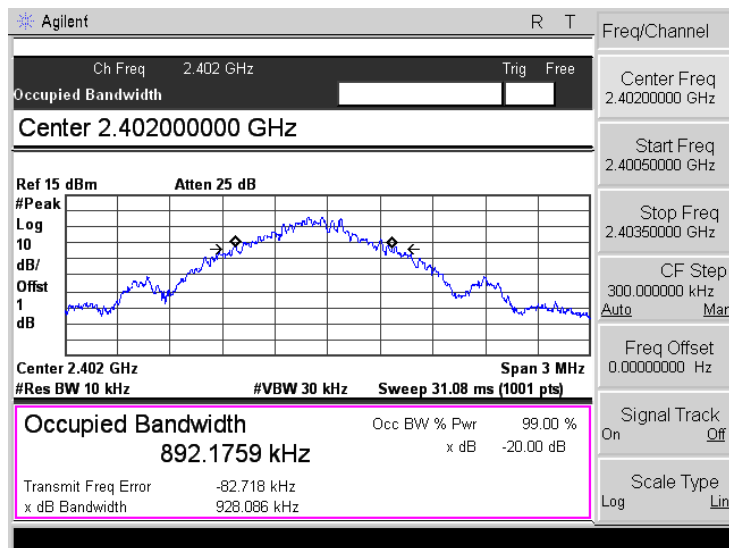 Agilent
R T
Ch Freq 2.402 GHz
Trig Free
Occupied Bandwidth
Center 2.402000000 GHz
Ref 15 dBm
Atten 25 dB
#Peak
Log
10
dB/
Offst
1
dB
Center 2.402 GHz
Span 3 MHz
#Res BW 10 kHz
#VBW 30 kHz
Sweep 31.08 ms (1001 pts)
Occupied Bandwidth
892.1759 kHz
Occ BW % Pwr 99.00 %
x dB -20.00 dB
Transmit Freq Error -82.718 kHz
x dB Bandwidth 928.086 kHz
Freq/Channel
Center Freq
2.40200000 GHz
Start Freq
2.40050000 GHz
Stop Freq
2.40350000 GHz
CF Step
300.000000 kHz
Auto Mar
Freq Offset
0.00000000 Hz
Signal Track
On Off
Scale Type
Log Lin